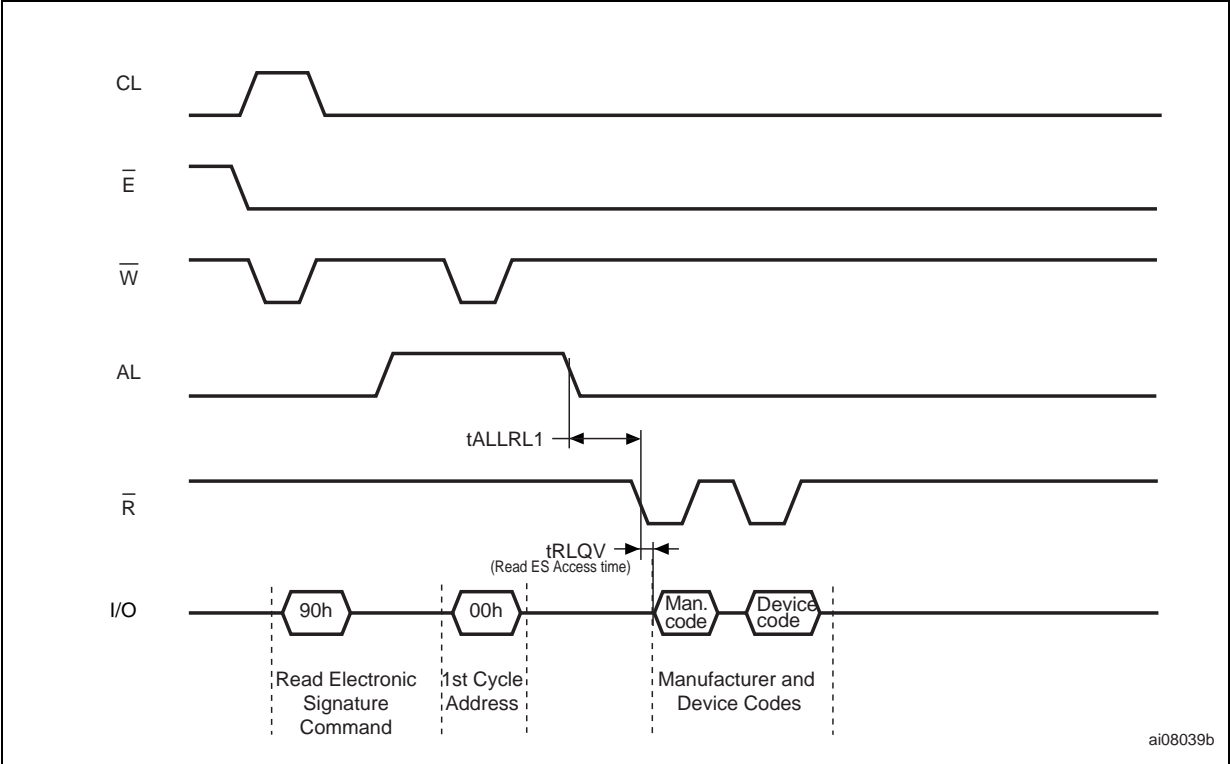 CL
E
W
AL
tALLRL1
R
tRLQV
(Read ES Access time)
I/O
90h
00h
Man.
code
Device
code
Read Electronic
Signature
Command
1st Cycle
Address
Manufacturer and
Device Codes
ai08039b